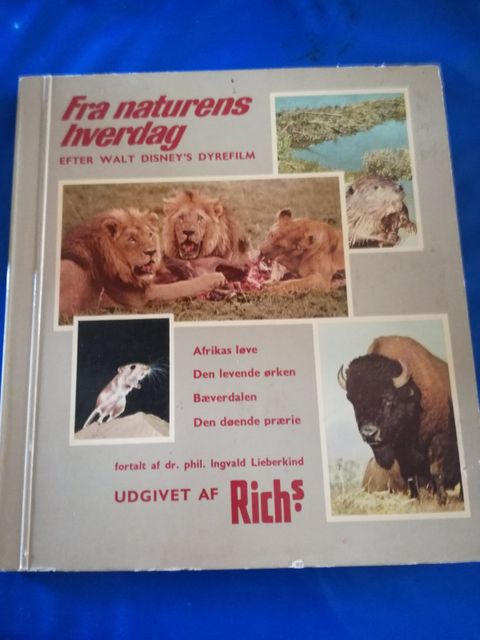 Fra naturens
hverdag
EFTER WALT DISNEY'S DYREFILM
Afrikas løve
Den levende ørken
Bæverdalen
Den døende prærie
fortalt af dr. phil. Ingvald Lieberkind
UDGIVET AF Richs.